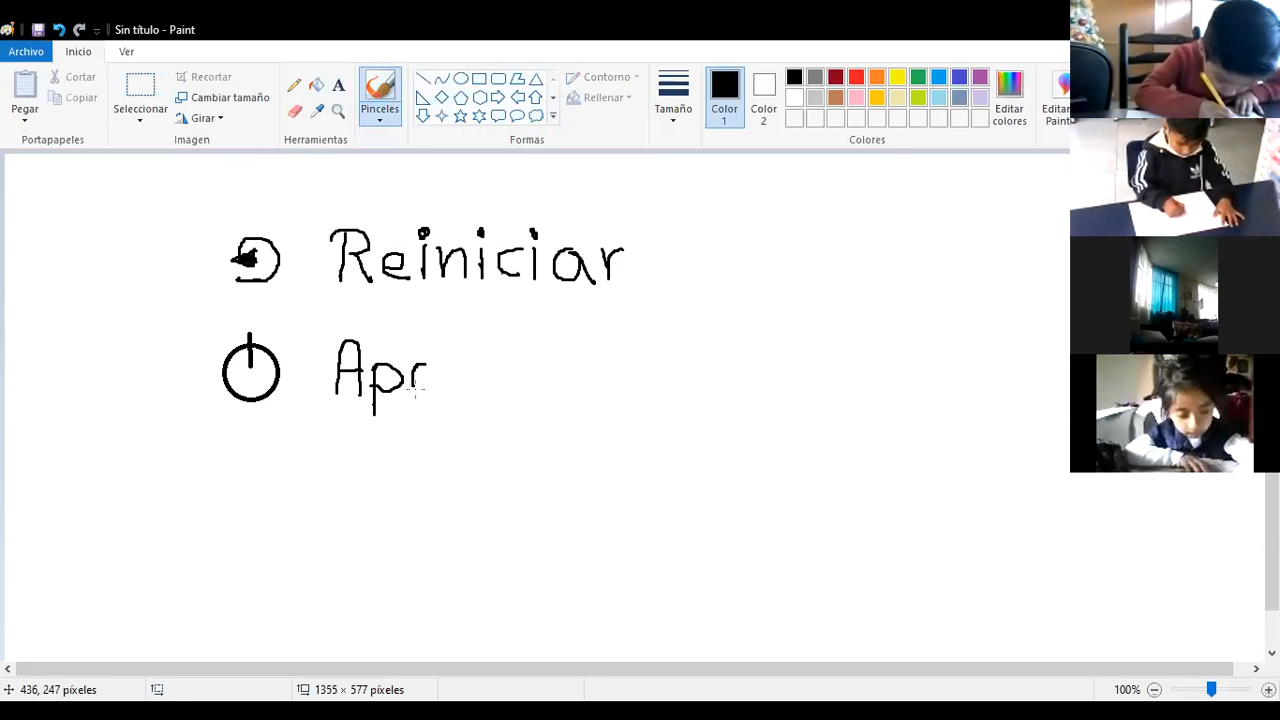 Sin título - Paint
Archivo Inicio Ver
Pegar
Cortar
Copiar
Portapapeles
Seleccionar
Recortar
Cambiar tamaño
Girar
Imagen
A
Herramientas
Pinceles
Contorno
Rellenar
Formas
Tamaño
Color 1
Color 2
Editar colores
Editar
Paint
Colores
Reiniciar
Apr
436, 247 píxeles
1355 × 577 píxeles
100%